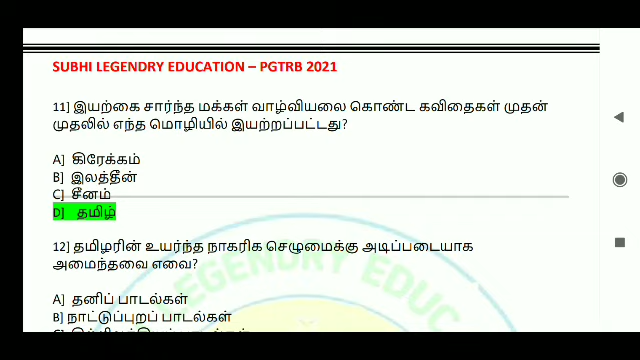 SUBHI LEGENDRY EDUCATION – PGTRB 2021
11] இயற்கை சார்ந்த மக்கள் வாழ்வியலை கொண்ட கவிதைகள் முதன்
முதலில் எந்த மொழியில் இயற்றப்பட்டது?
A] கிரேக்கம்
B] இலத்தீன்
C] சீனம்
D] தமிழ்
12] தமிழரின் உயர்ந்த நாகரிக செழுமைக்கு அடிப்படையாக
அமைந்தவை எவை?
A] தனிப் பாடல்கள்
B] நாட்டுப்புறப் பாடல்கள்
LEGENDRY EDUC